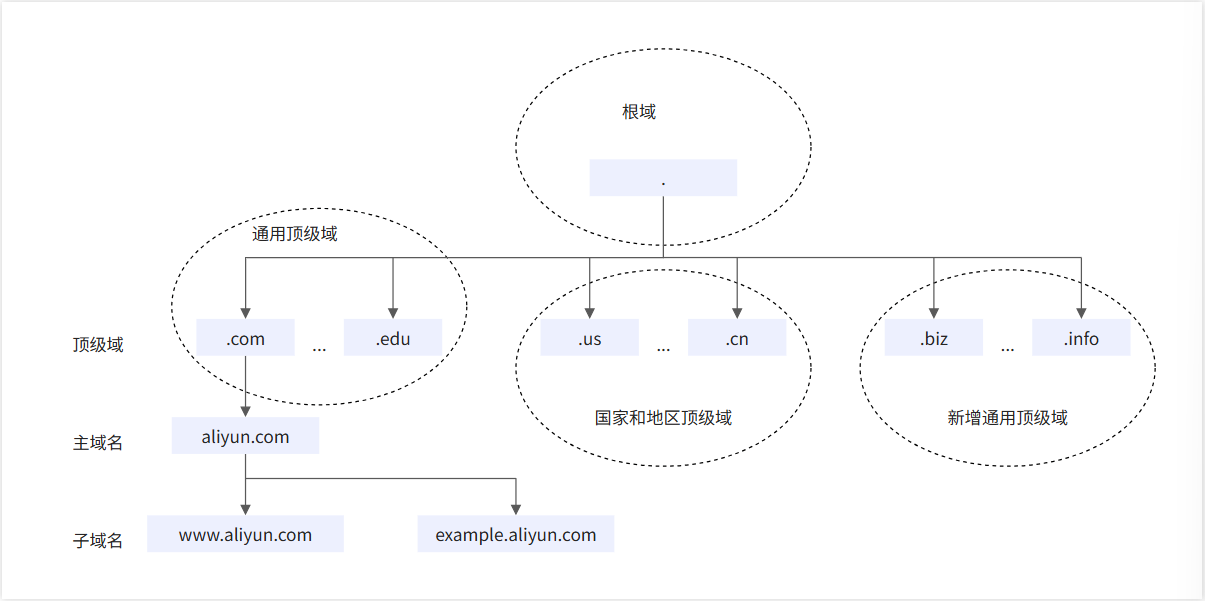 根域
.
通用顶级域
顶级域
.com
...
.edu
.us
...
.cn
.biz
...
.info
国家和地区顶级域
新增通用顶级域
主域名
aliyun.com
子域名
www.aliyun.com
example.aliyun.com